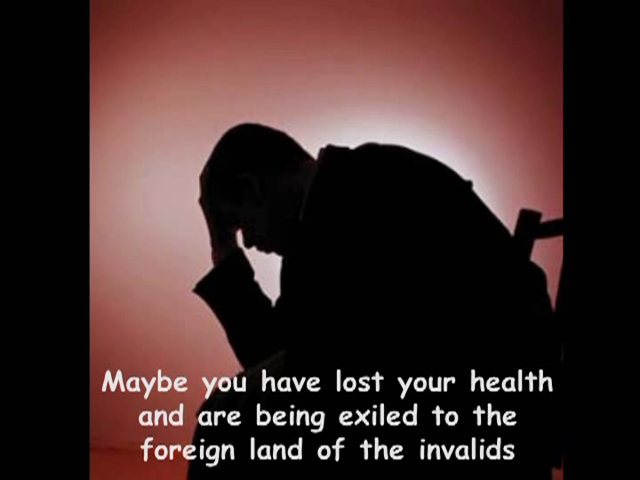 Maybe you have lost your health
and are being exiled to the
foreign land of the invalids